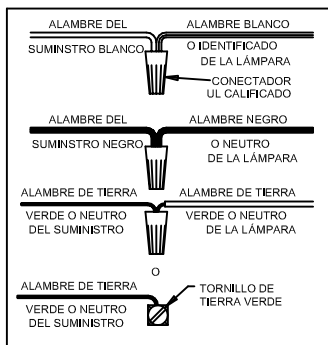 ALAMBRE DEL
SUMINSTRO BLANCO
ALAMBRE BLANCO
O IDENTIFICADO
DE LA LÁMPARA
CONECTADOR
UL CALIFICADO
ALAMBRE DEL
SUMINSTRO NEGRO
ALAMBRE NEGRO
O NEUTRO
DE LA LÁMPARA
ALAMBRE DE TIERRA
VERDE O NEUTRO
DEL SUMINISTRO
ALAMBRE DE TIERRA
VERDE O NEUTRO
DE LA LÁMPARA
O
ALAMBRE DE TIERRA
VERDE O NEUTRO
DEL SUMINISTRO
TORNILLO DE
TIERRA VERDE